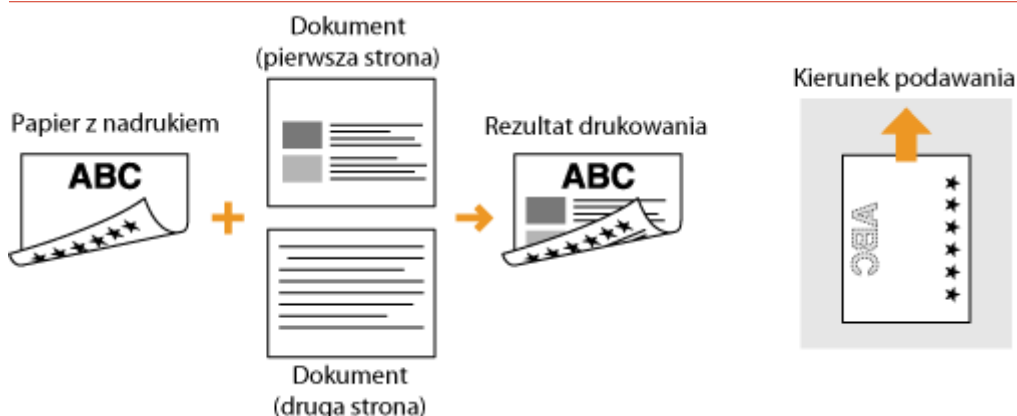 Dokument
(pierwsza strona)
Kierunek podawania
Papier z nadrukiem
Rezultat drukowania
ABC
ABC
ABC
Dokument
(druga strona)